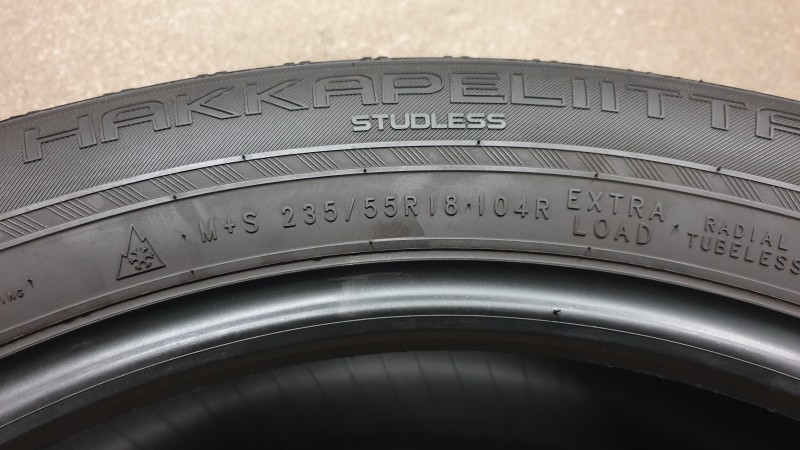 HAKKAPELIITTA
STUDLESS
M+S 235/55R18 104R EXTRA LOAD
RADIAL TUBELESS